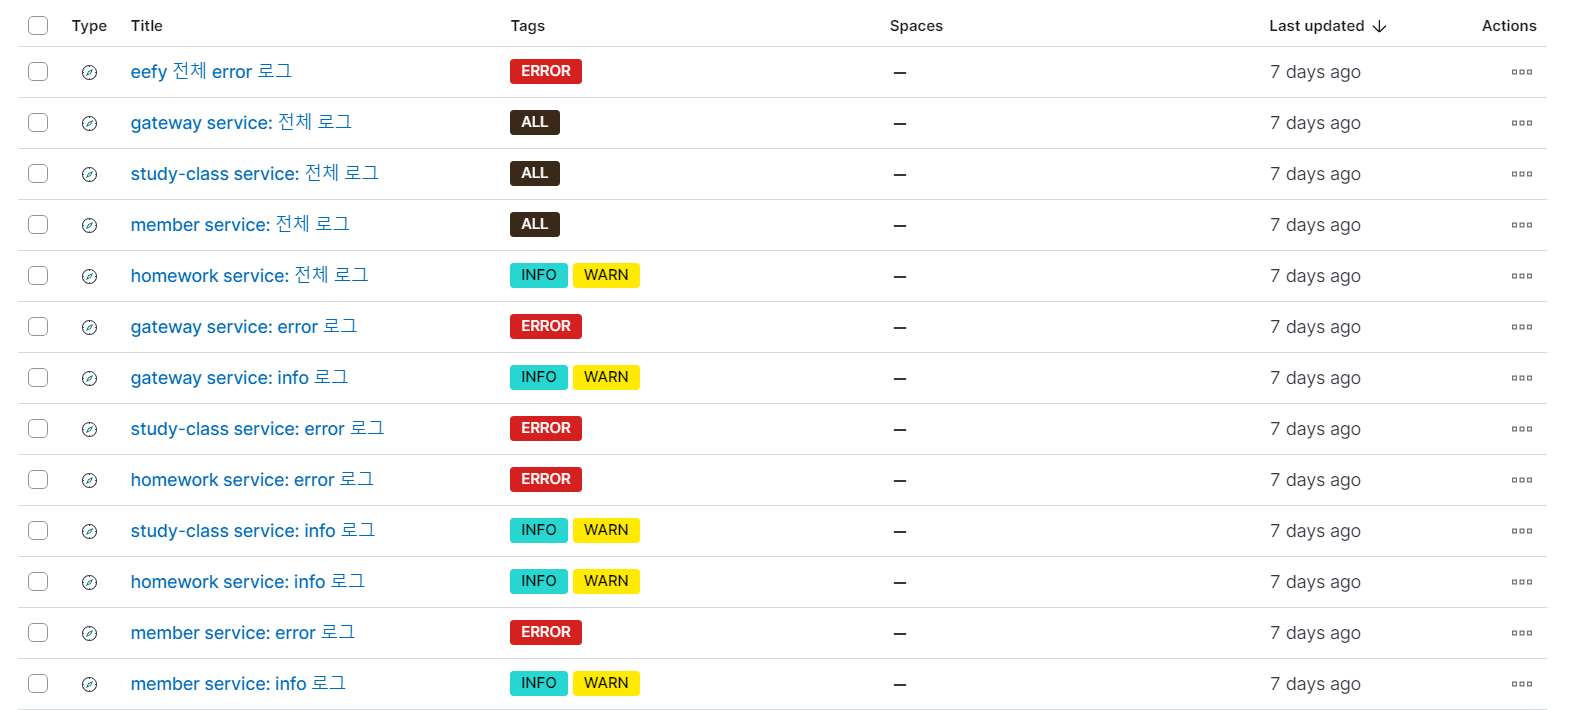 Type Title Tags Spaces Last updated ↓ Actions
eefy 전체 error 로그 ERROR — 7 days ago
gateway service: 전체 로그 ALL — 7 days ago
study-class service: 전체 로그 ALL — 7 days ago
member service: 전체 로그 ALL — 7 days ago
homework service: 전체 로그 INFO WARN — 7 days ago
gateway service: error 로그 ERROR — 7 days ago
gateway service: info 로그 INFO WARN — 7 days ago
study-class service: error 로그 ERROR — 7 days ago
homework service: error 로그 ERROR — 7 days ago
study-class service: info 로그 INFO WARN — 7 days ago
homework service: info 로그 INFO WARN — 7 days ago
member service: error 로그 ERROR — 7 days ago
member service: info 로그 INFO WARN — 7 days ago